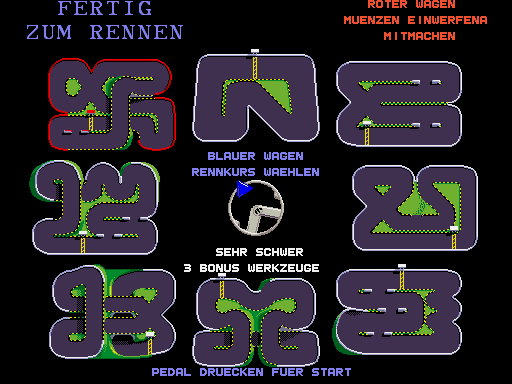 FERTIG
ZUM RENNEN
ROTER WAGEN
MUENZEN EINWERFENA
MITMACHEN
BLAUER WAGEN
RENNKURS WAEHLEN
SEHR SCHWER
3 BONUS WERKZEUGE
PEDAL DRUECKEN FUER START